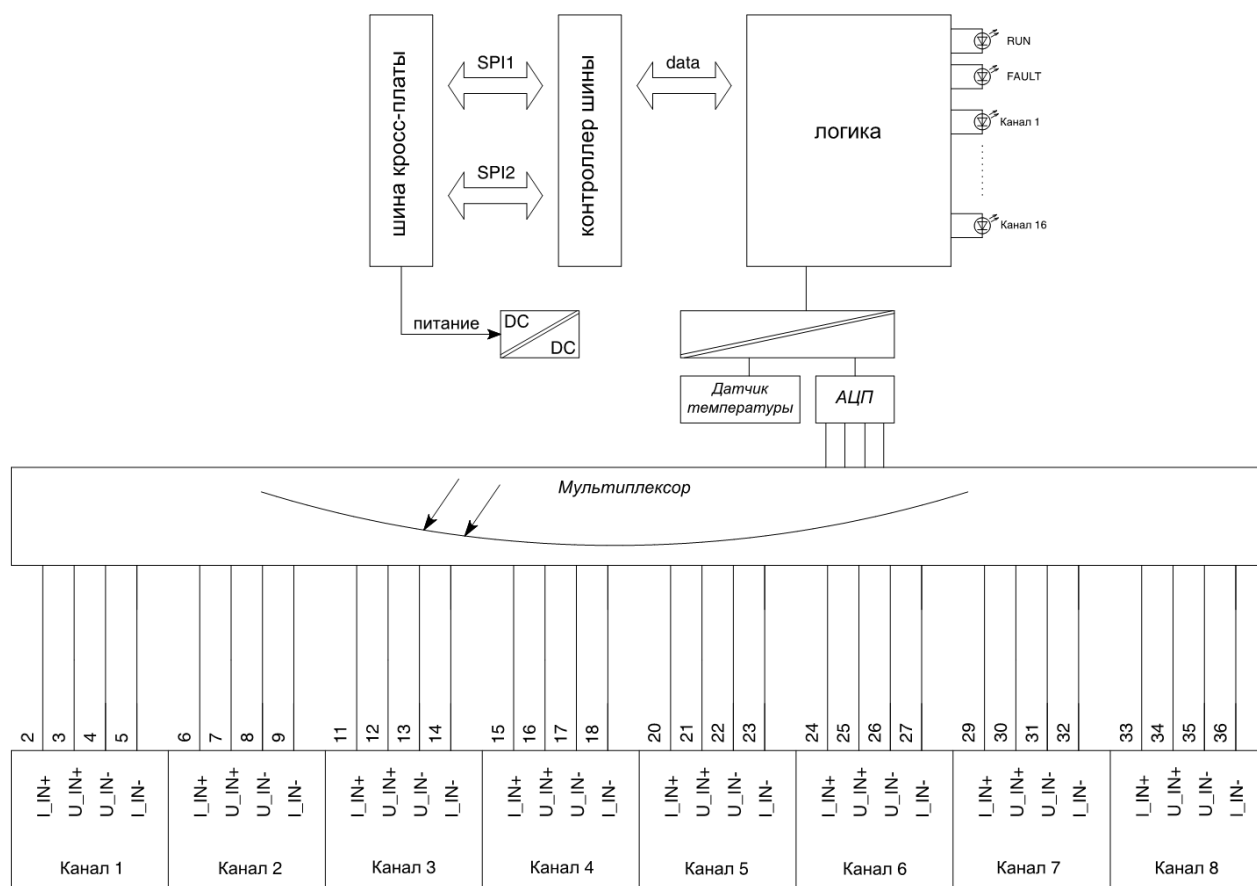 шина кросс-платы
SPI1
SPI2
контроллер шины
data
логика
RUN
FAULT
Канал 1
Канал 16
питание
DC
DC
Датчик
температуры
АЦП
Мультиплексор
2 3 4 5 6 7 8 9 11 12 13 14 15 16 17 18 20 21 22 23 24 25 26 27 29 30 31 32 33 34 35 36
I_IN+ U_IN+ U_IN- I_IN- I_IN+ U_IN+ U_IN- I_IN- I_IN+ U_IN+ U_IN- I_IN- I_IN+ U_IN+ U_IN- I_IN- I_IN+ U_IN+ U_IN- I_IN- I_IN+ U_IN+ U_IN- I_IN- I_IN+ U_IN+ U_IN- I_IN- I_IN+ U_IN+ U_IN- I_IN-
Канал 1 Канал 2 Канал 3 Канал 4 Канал 5 Канал 6 Канал 7 Канал 8